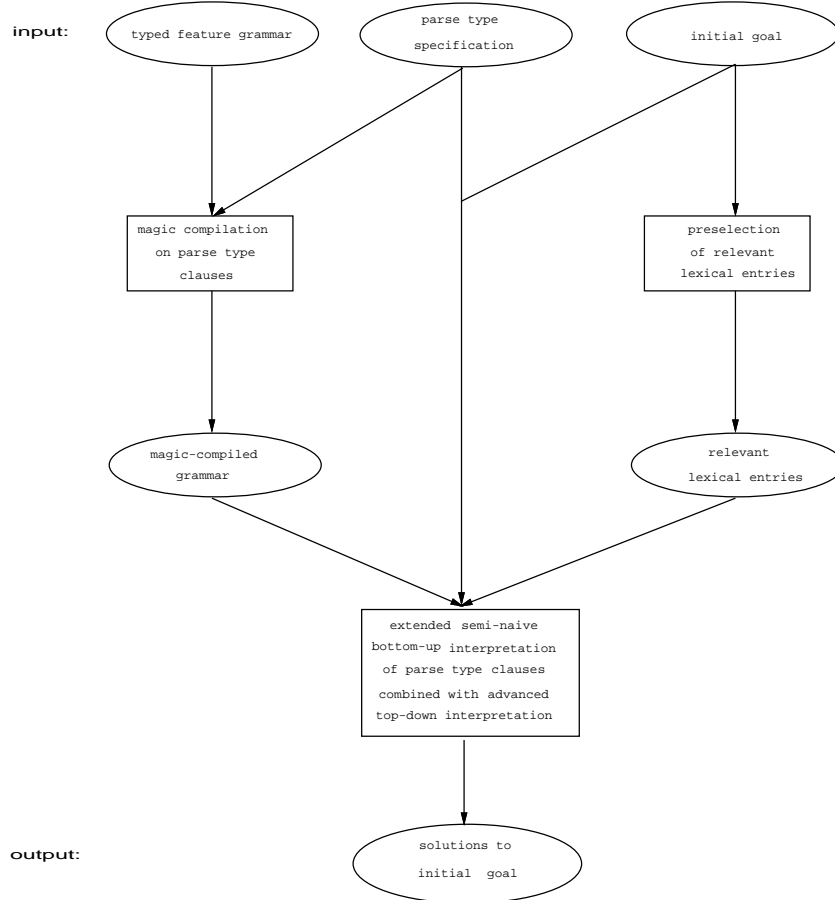 input:
typed feature grammar
parse type
specification
initial goal
magic compilation
on parse type
clauses
preselection
of relevant
lexical entries
magic-compiled
grammar
relevant
lexical entries
extended semi-naive
bottom-up interpretation
of parse type clauses
combined with advanced
top-down interpretation
output:
solutions to
initial goal